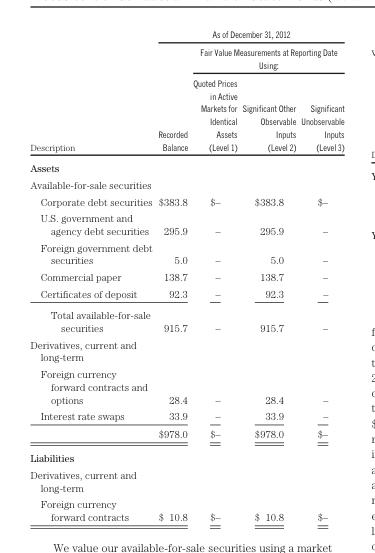 As of December 31, 2012
Fair Value Measurements at Reporting Date
Using:
Quoted Prices
in Active
Markets for Significant Other Significant
Identical Observable Unobservable
Recorded Assets Inputs Inputs
Description Balance (Level 1) (Level 2) (Level 3)
Assets
Available-for-sale securities
Corporate debt securities $383.8 $– $383.8 $–
U.S. government and
agency debt securities 295.9 – 295.9 –
Foreign government debt
securities 5.0 – 5.0 –
Commercial paper 138.7 – 138.7 –
Certificates of deposit 92.3 – 92.3 –
Total available-for-sale
securities 915.7 – 915.7 –
Derivatives, current and
long-term
Foreign currency
forward contracts and
options 28.4 – 28.4 –
Interest rate swaps 33.9 – 33.9 –
$978.0 $– $978.0 $–
Liabilities
Derivatives, current and
long-term
Foreign currency
forward contracts $ 10.8 $– $ 10.8 $–
We value our available-for-sale securities using a market